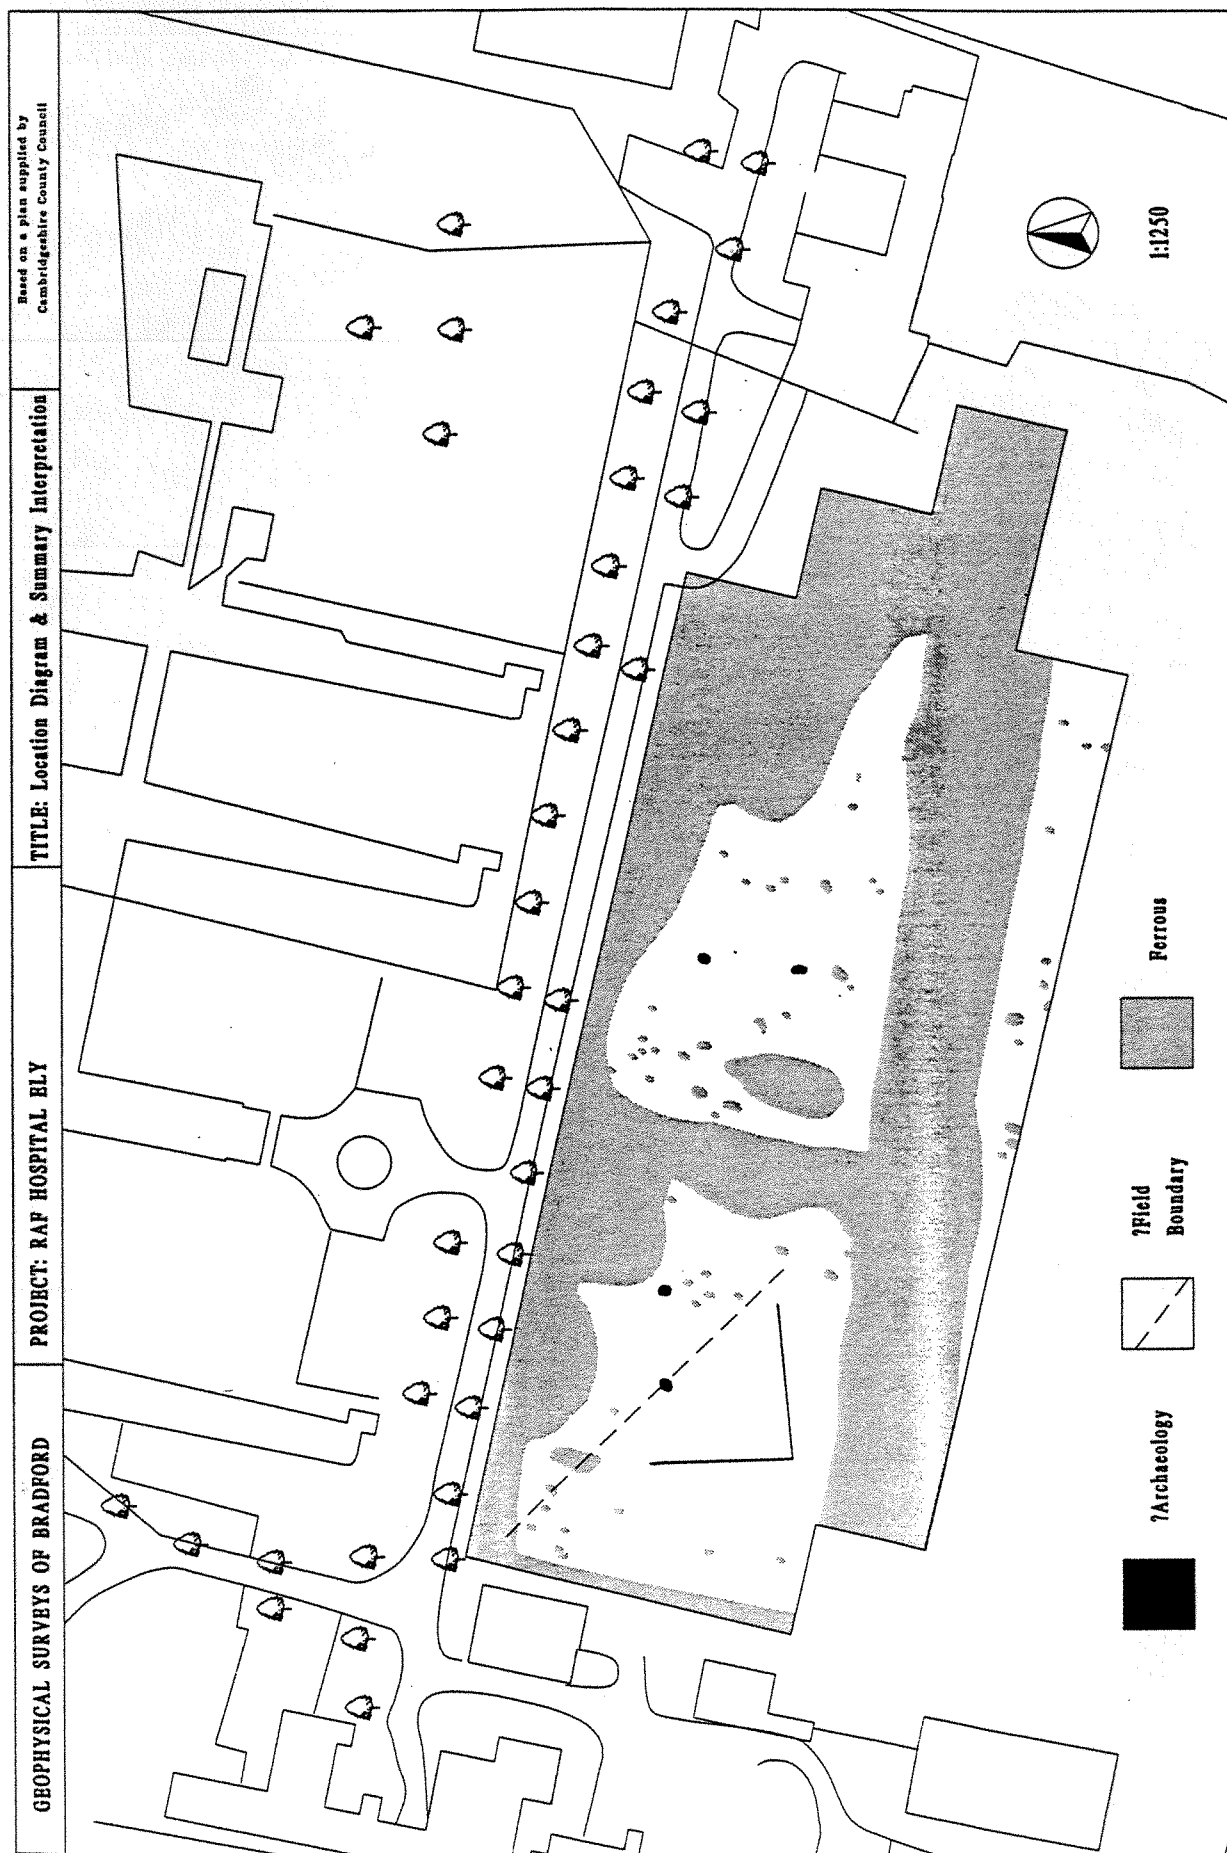 GEOPHYSICAL SURVEYS OF BRADFORD
PROJECT: RAF HOSPITAL ELY
TITLE: Location Diagram & Summary Interpretation
Based on a plan supplied by
Cambridgeshire County Council
1:1250
?Archaeology
?Field
Boundary
Ferrous